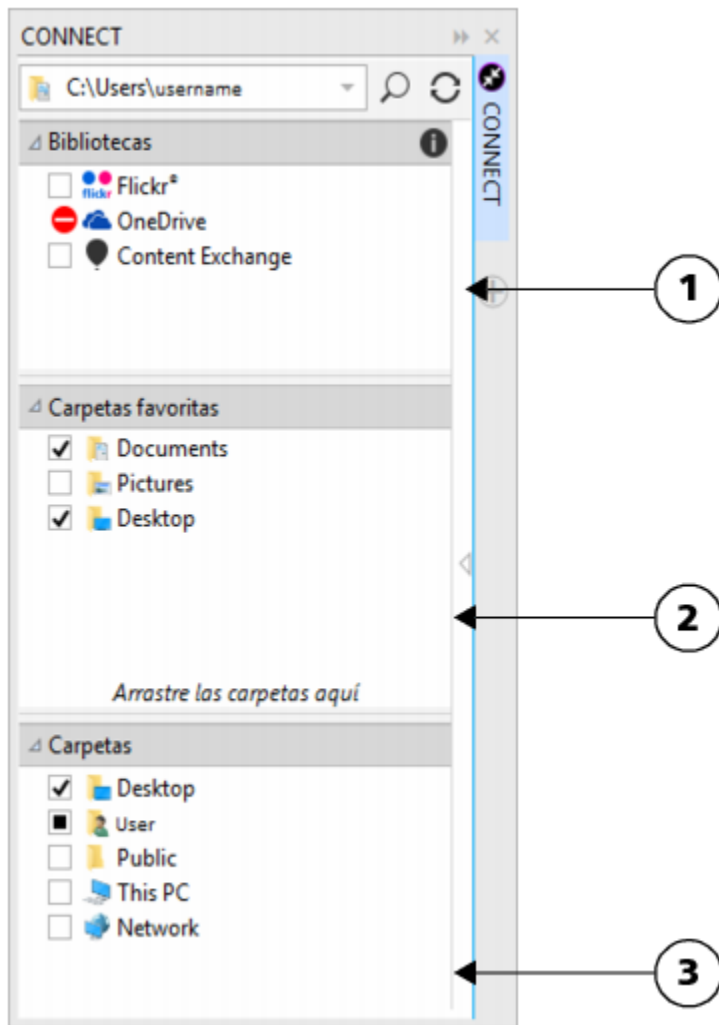 CONNECT
C:\Users\username
CONNECT
Bibliotecas
flickr Flickr®
OneDrive
Content Exchange
1
Carpetas favoritas
Documents
Pictures
Desktop
2
Arrastre las carpetas aquí
Carpetas
Desktop
User
Public
This PC
Network
3